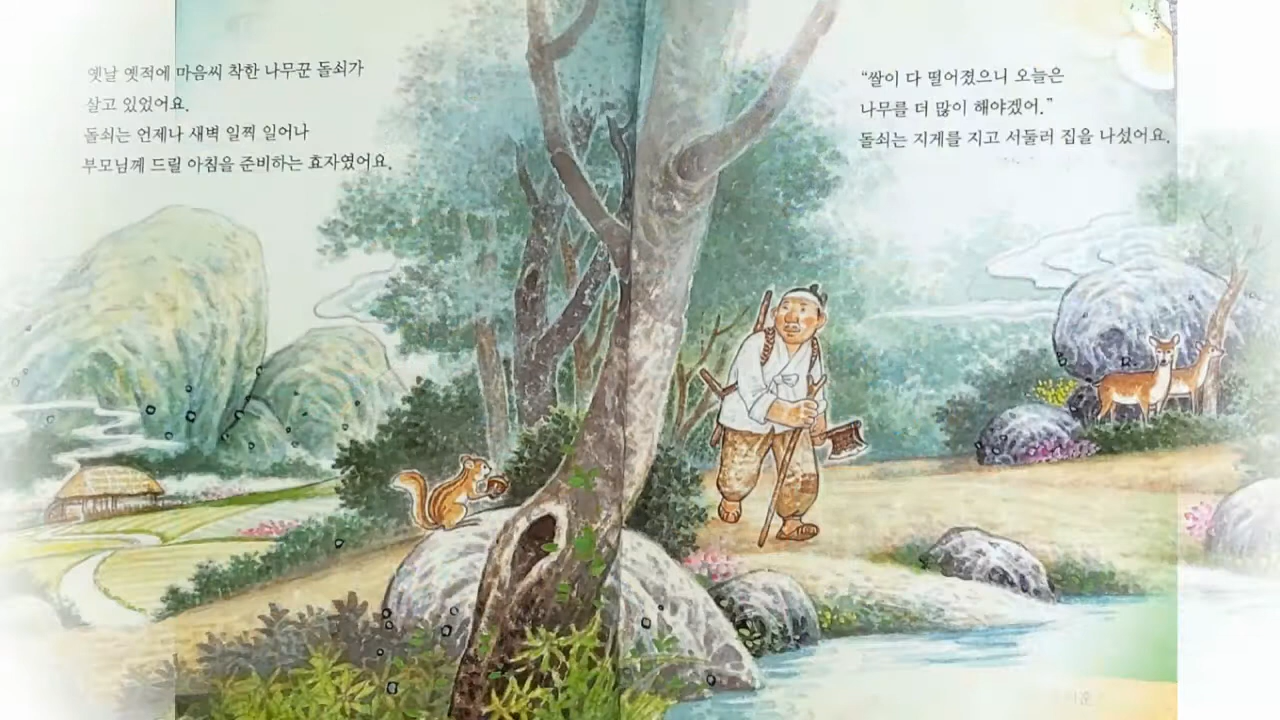 옛날 옛적에 마음씨 착한 나무꾼 돌쇠가
살고 있었어요.
돌쇠는 언제나 새벽 일찍 일어나
부모님께 드릴 아침을 준비하는 효자였어요.
“쌀이 다 떨어졌으니 오늘은
나무를 더 많이 해야겠어.”
돌쇠는 지게를 지고 서둘러 집을 나섰어요.